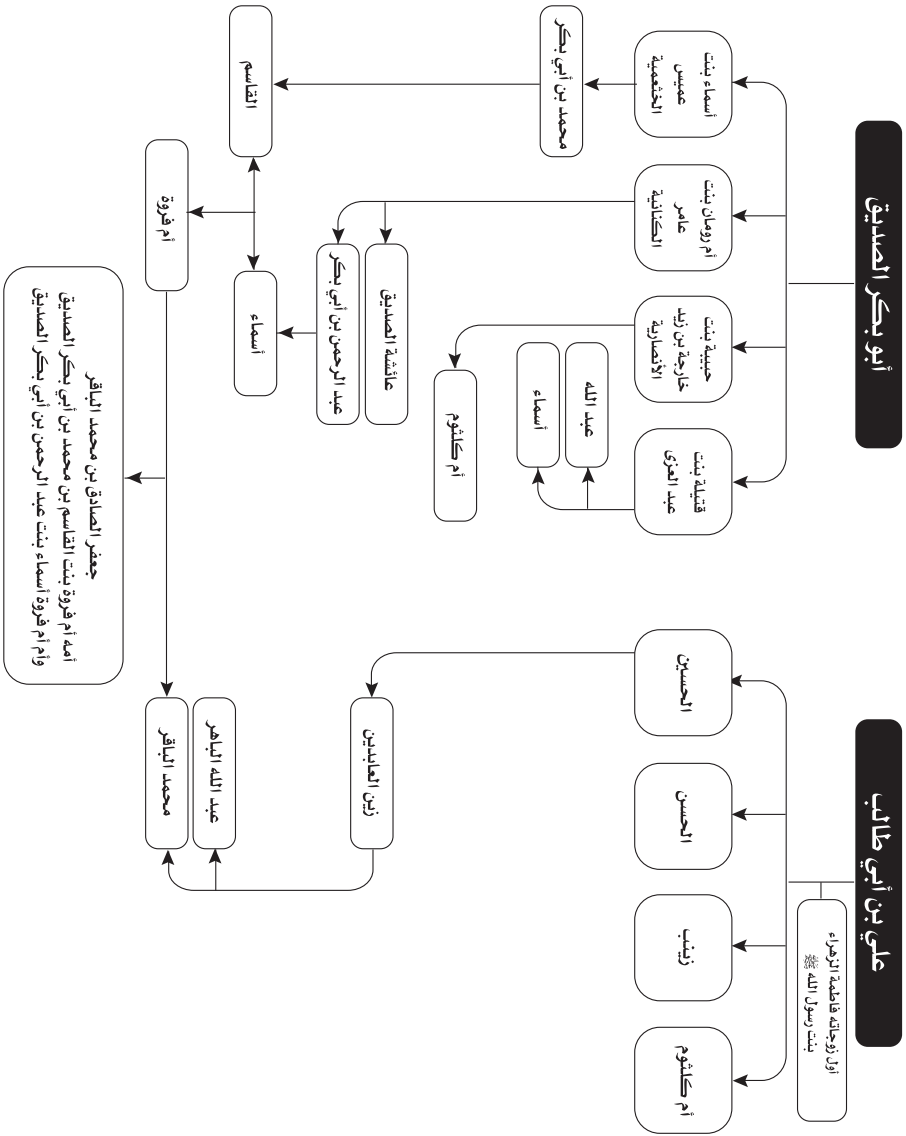 أبو بكر الصديق
علي بن أبي طالب
أول زوجاته فاطمة الزهراء
بنت رسول الله ﷺ
أسماء بنت
عميس
الخثعمية
أم رومان بنت
عامر
الكنانية
حبيبة بنت
خارجة بن زيد
الأنصارية
قتيلة بنت
عبد العزى
الحسين
الحسن
زينب
أم كلثوم
محمد بن أبي بكر
عبد الله
أسماء
أم كلثوم
عائشة الصديق
عبد الرحمن بن أبي بكر
زين العابدين
القاسم
أسماء
عبد الله الباهر
أم فروة
محمد الباقر
جعفر الصادق بن محمد الباقر
أمه أم فروة بنت القاسم بن محمد بن أبي بكر الصديق
وأم أم فروة أسماء بنت عبد الرحمن بن أبي بكر الصديق